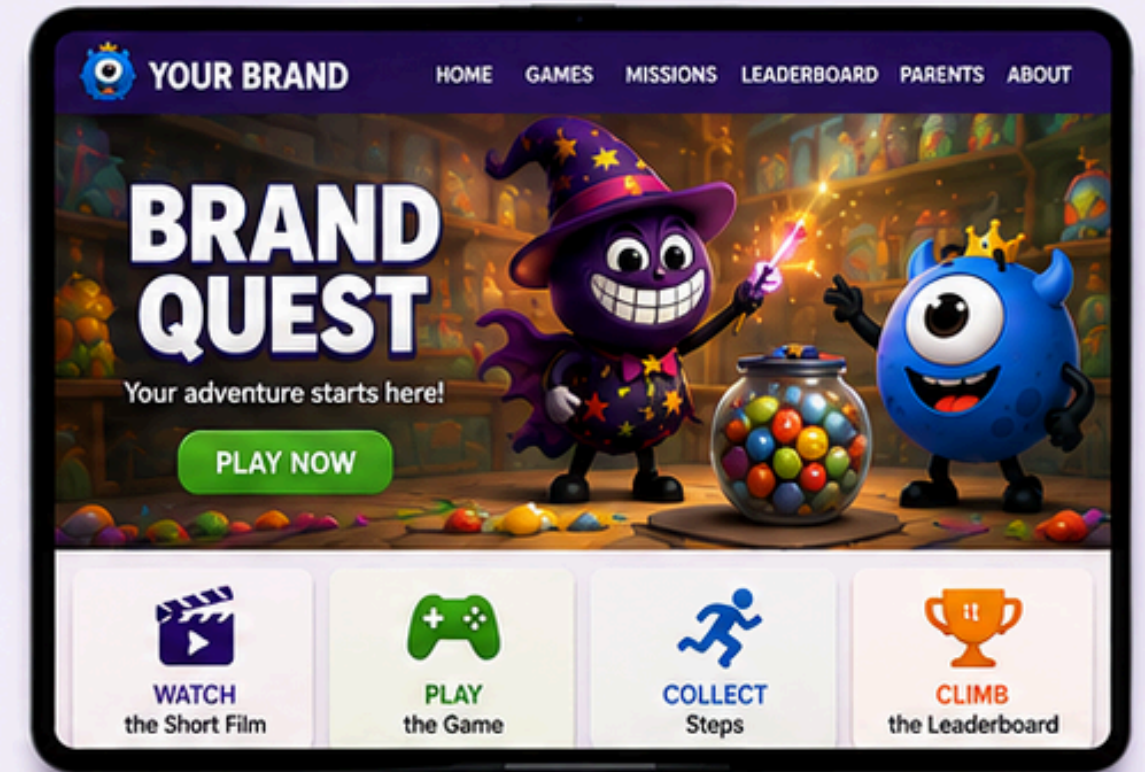 YOUR BRAND
HOME GAMES MISSIONS LEADERBOARD PARENTS ABOUT
BRAND
QUEST
Your adventure starts here!
PLAY NOW
WATCH
the Short Film
PLAY
the Game
COLLECT
Steps
CLIMB
the Leaderboard